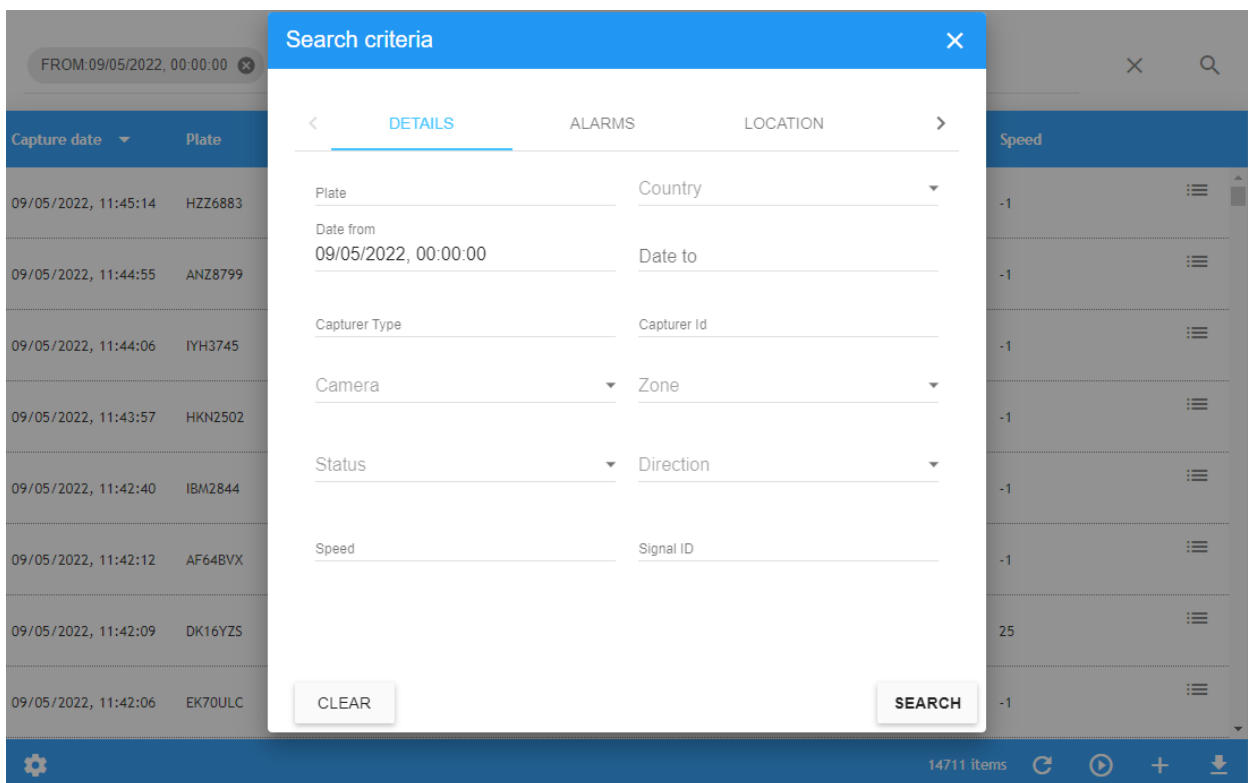 Search criteria
FROM:09/05/2022, 00:00:00
DETAILS ALARMS LOCATION
Capture date Plate Speed
Plate Country
09/05/2022, 11:45:14 HZZ6883 -1
Date from
09/05/2022, 00:00:00 Date to
09/05/2022, 11:44:55 ANZ8799 -1
Capturer Type Capturer Id
09/05/2022, 11:44:06 IYH3745 -1
Camera Zone
09/05/2022, 11:43:57 HKN2502 -1
Status Direction
09/05/2022, 11:42:40 IBM2844 -1
Speed Signal ID
09/05/2022, 11:42:12 AF64BVX -1
09/05/2022, 11:42:09 DK16YZS 25
09/05/2022, 11:42:06 EK70ULC -1
CLEAR SEARCH
14711 items